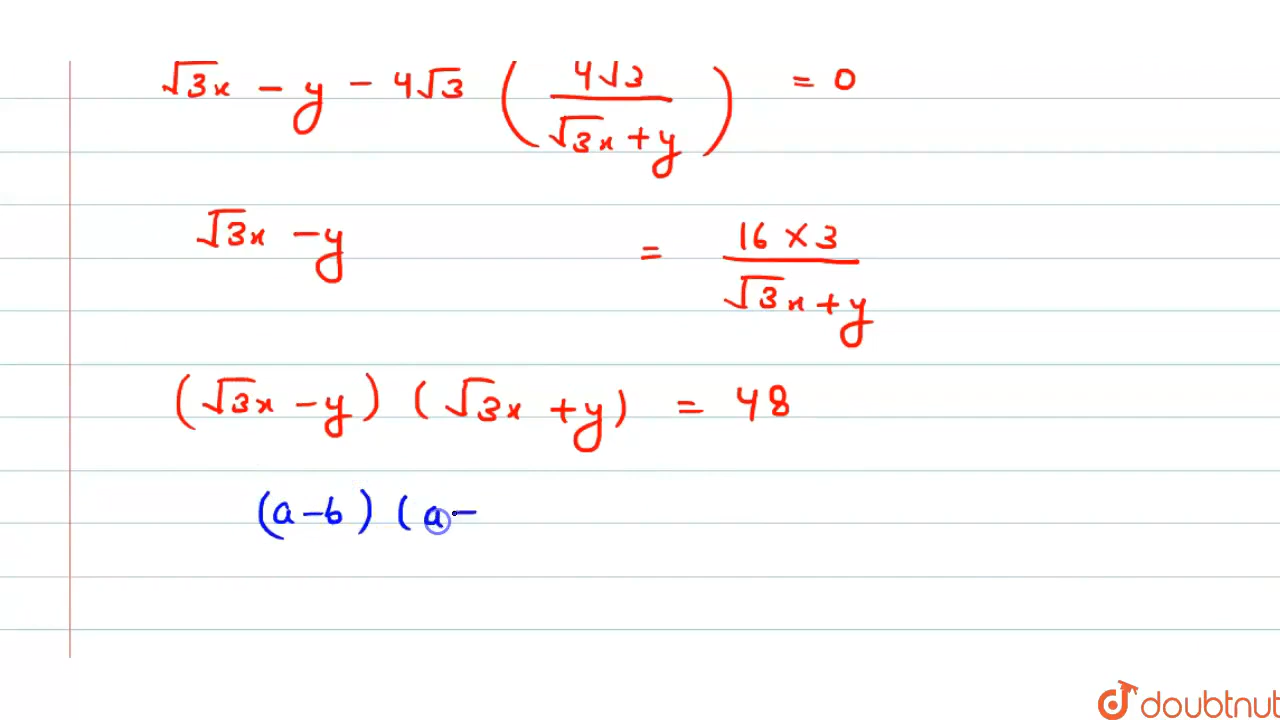 √3x - y - 4√3 ( 4√3 / √3x + y ) = 0
√3x - y = 16 × 3 / √3x + y
(√3x - y) (√3x + y) = 48
(a - b) (a -
doubtnut